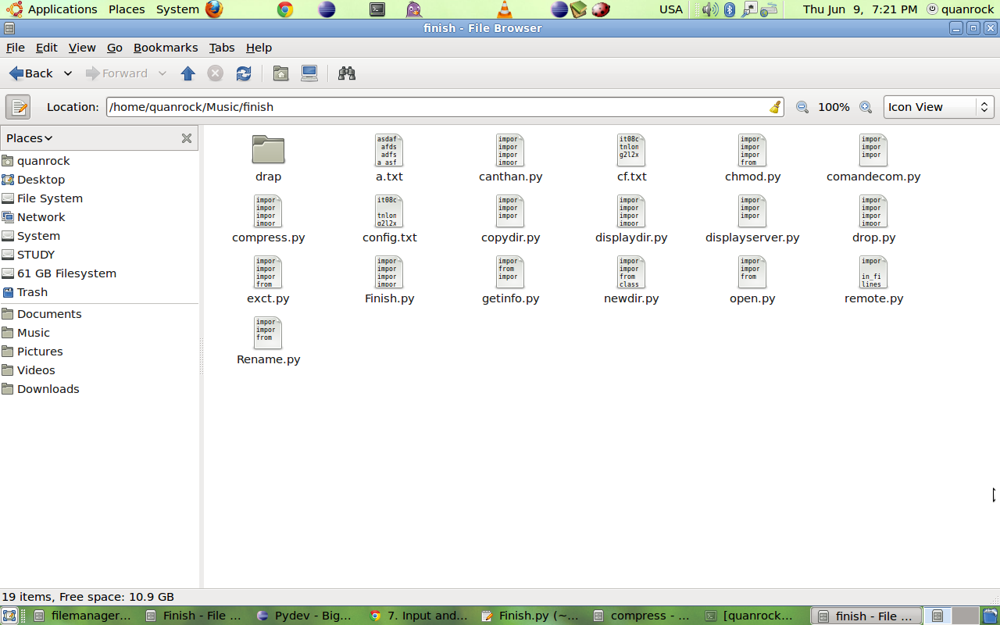 Applications Places System USA Thu Jun 9, 7:21 PM quanrock
finish - File Browser
File Edit View Go Bookmarks Tabs Help
Back Forward
Location: /home/quanrock/Music/finish 100% Icon View
Places
quanrock
Desktop
File System
Network
System
STUDY
61 GB Filesystem
Trash
Documents
Music
Pictures
Videos
Downloads
drap a.txt canthan.py cf.txt chmod.py comandecom.py
compress.py config.txt copydir.py displaydir.py displayserver.py drop.py
exct.py Finish.py getinfo.py newdir.py open.py remote.py
Rename.py
19 items, Free space: 10.9 GB
filemanager... Finish - File ... Pydev - Big... 7. Input and... Finish.py (~... compress - ... [quanrock... finish - File ...